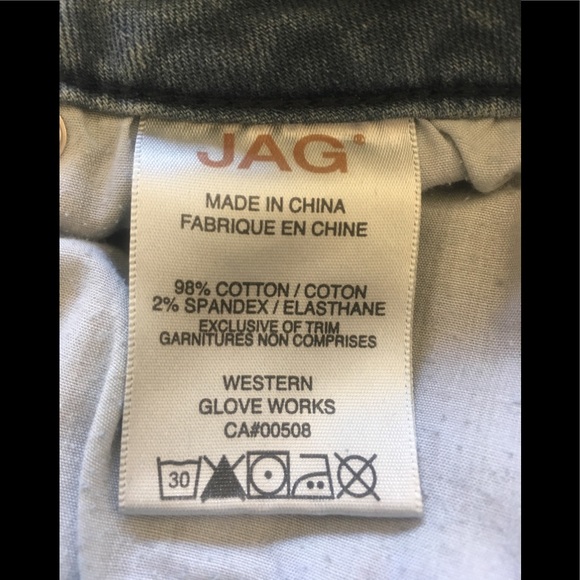 JAG®
MADE IN CHINA
FABRIQUE EN CHINE
98% COTTON / COTON
2% SPANDEX / ELASTHANE
EXCLUSIVE OF TRIM
GARNITURES NON COMPRISES
WESTERN
GLOVE WORKS
CA#00508
30